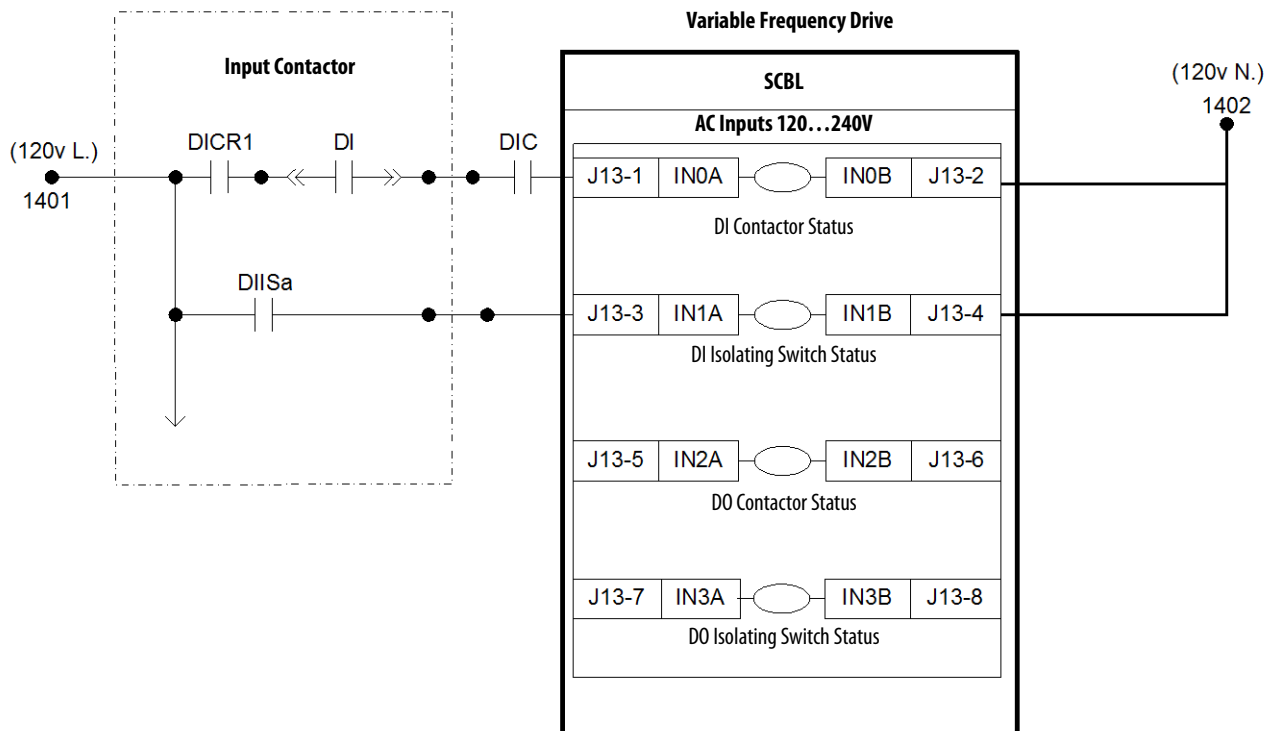 Variable Frequency Drive
Input Contactor
SCBL
(120v N.)
1402
AC Inputs 120...240V
(120v L.)
1401
DICR1
DI
DIC
J13-1 IN0A IN0B J13-2
DI Contactor Status
DIISa
J13-3 IN1A IN1B J13-4
DI Isolating Switch Status
J13-5 IN2A IN2B J13-6
DO Contactor Status
J13-7 IN3A IN3B J13-8
DO Isolating Switch Status